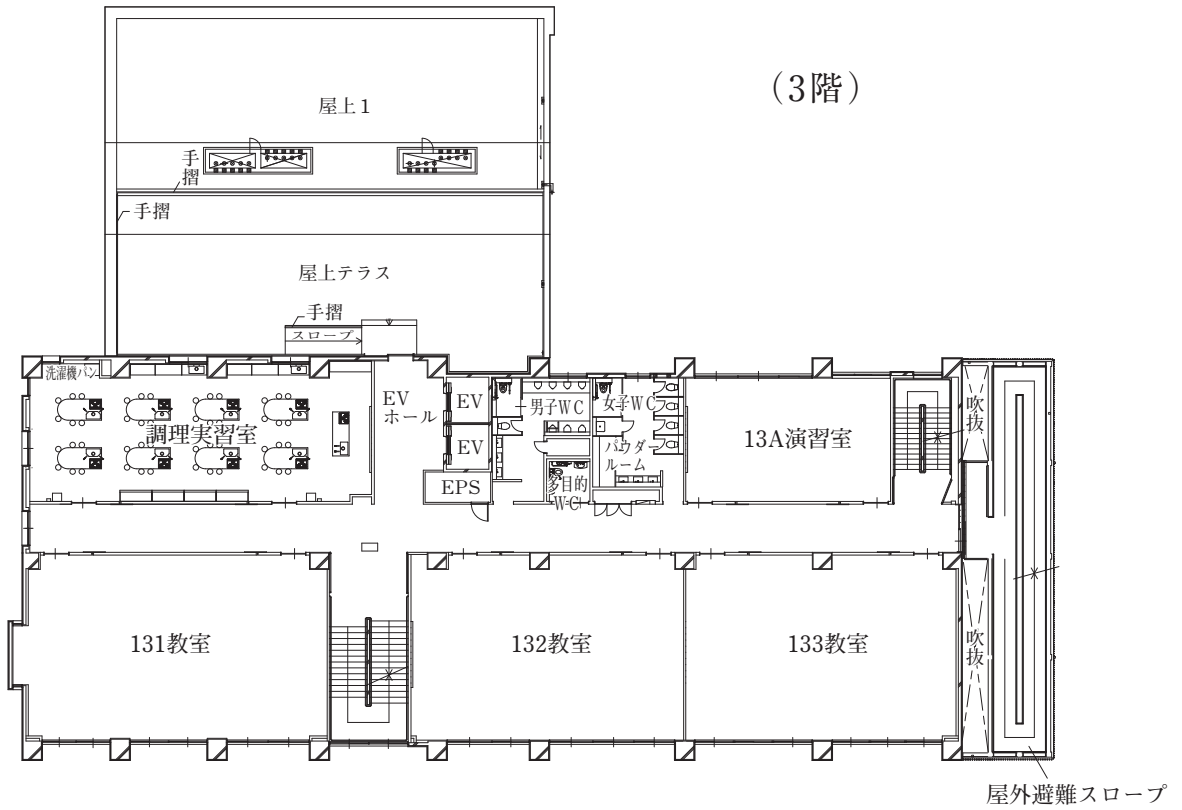 (3階)
屋上1
手摺
手摺
屋上テラス
手摺
スロープ
洗濯機パン
調理実習室
EV
ホール
EV
EV
EPS
男子WC
女子WC
パウダー
ルーム
多目的
WC
13A演習室
吹抜
131教室
132教室
133教室
吹抜
屋外避難スロープ